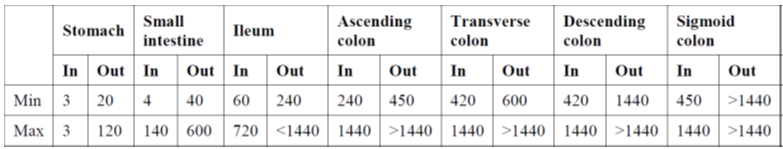 Stomach Small intestine Ileum Ascending colon Transverse colon Descending colon Sigmoid colon
In Out In Out In Out In Out In Out In Out In Out
Min 3 20 4 40 60 240 240 450 420 600 420 1440 450 >1440
Max 3 120 140 600 720 <1440 1440 >1440 1440 >1440 1440 >1440 1440 >1440